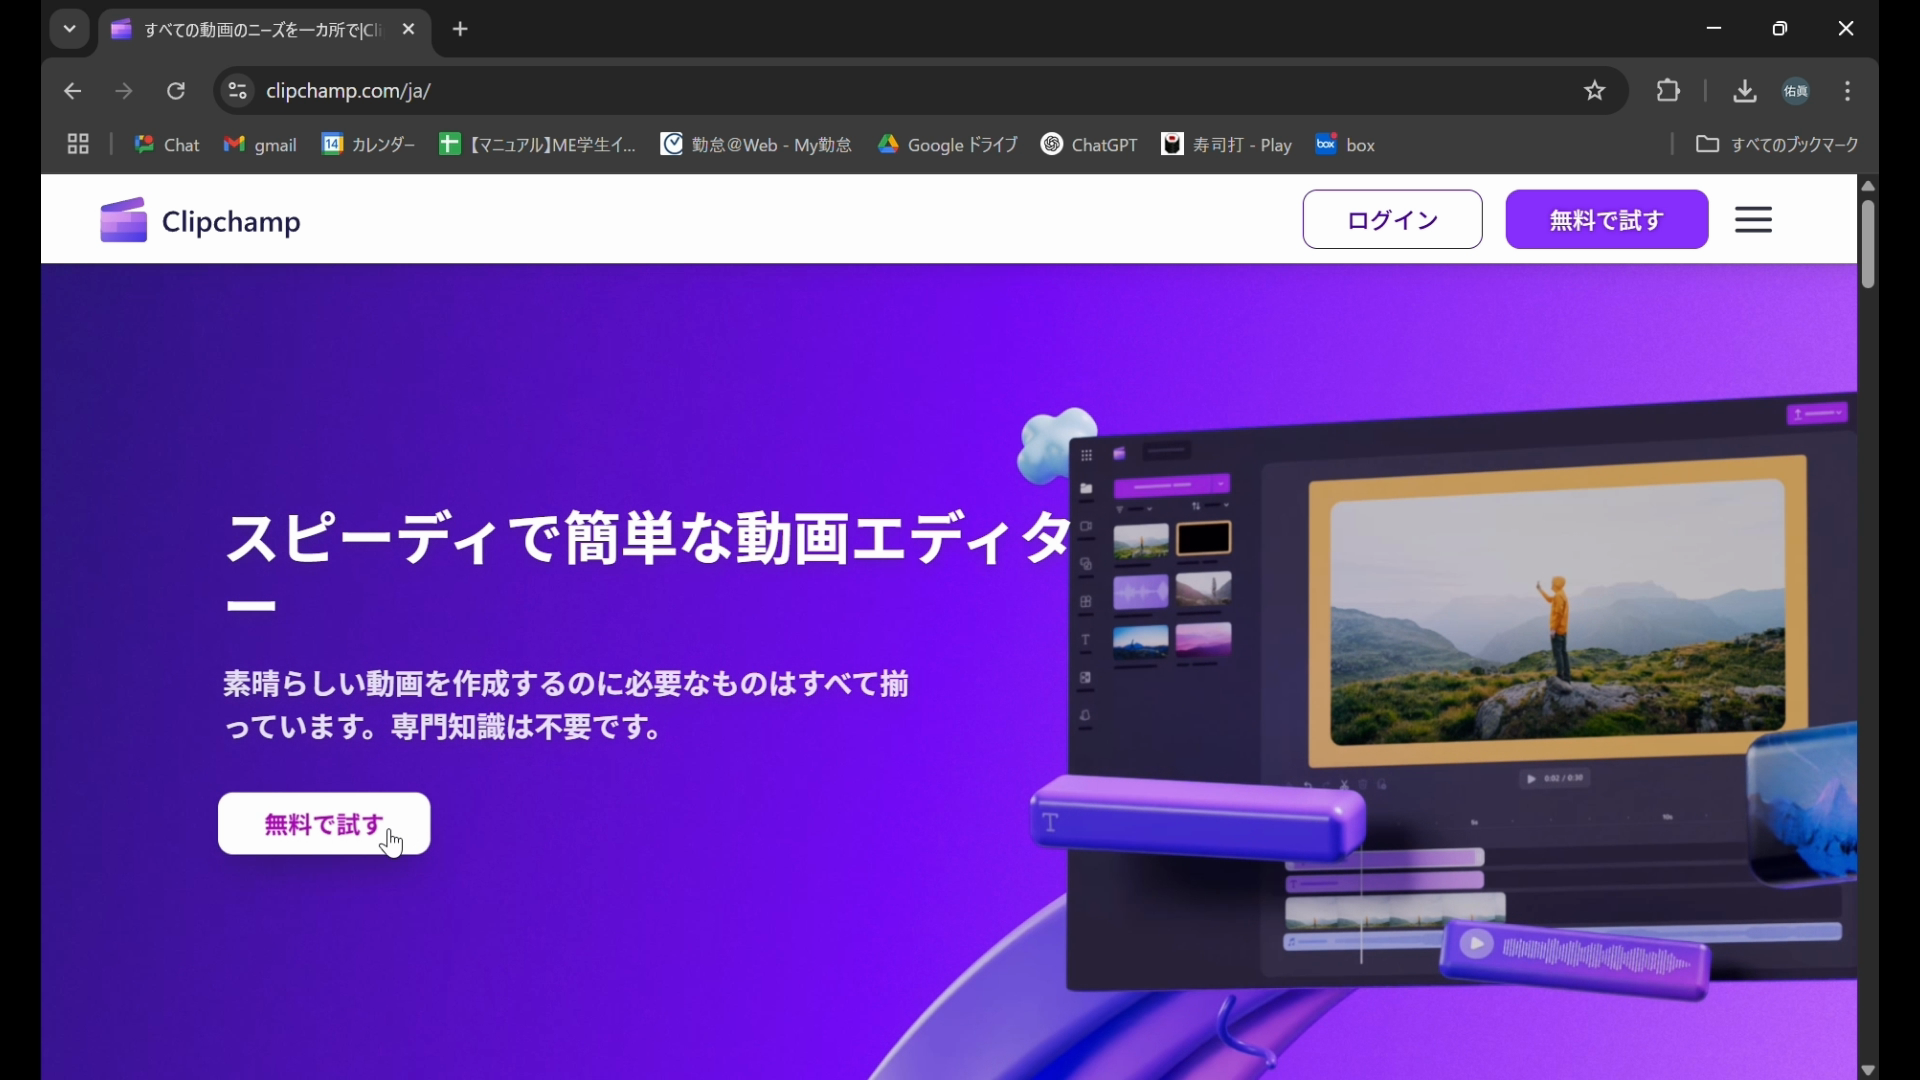 すべての動画のニーズを一カ所で|Cli
clipchamp.com/ja/
Chat
gmail
14
カレンダー
【マニュアル】ME学生イ...
勤怠@Web - My勤怠
Google ドライブ
ChatGPT
寿司打 - Play
box
box
すべてのブックマーク
佑眞
Clipchamp
ログイン
無料で試す
スピーディで簡単な動画エディタ
ー
素晴らしい動画を作成するのに必要なものはすべて揃
っています。専門知識は不要です。
無料で試す
T
T
0:02 / 0:30